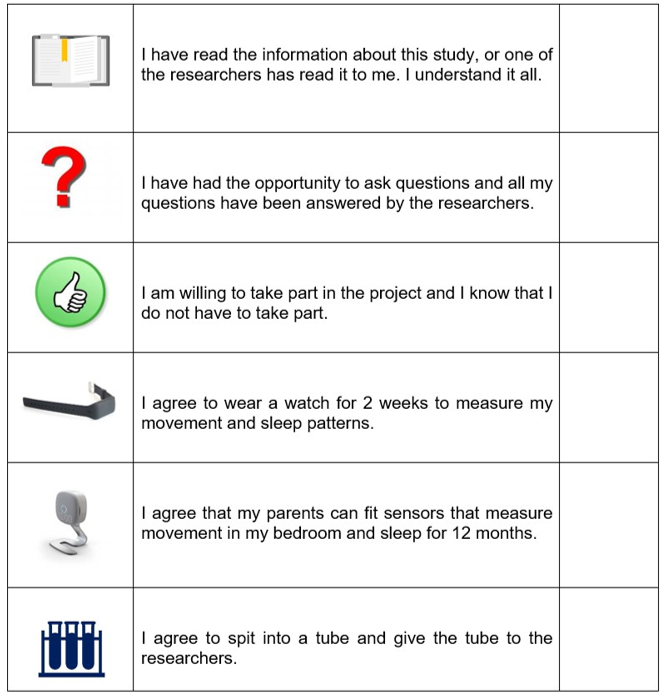 I have read the information about this study, or one of
the researchers has read it to me. I understand it all.
I have had the opportunity to ask questions and all my
questions have been answered by the researchers.
I am willing to take part in the project and I know that I
do not have to take part.
I agree to wear a watch for 2 weeks to measure my
movement and sleep patterns.
I agree that my parents can fit sensors that measure
movement in my bedroom and sleep for 12 months.
I agree to spit into a tube and give the tube to the
researchers.